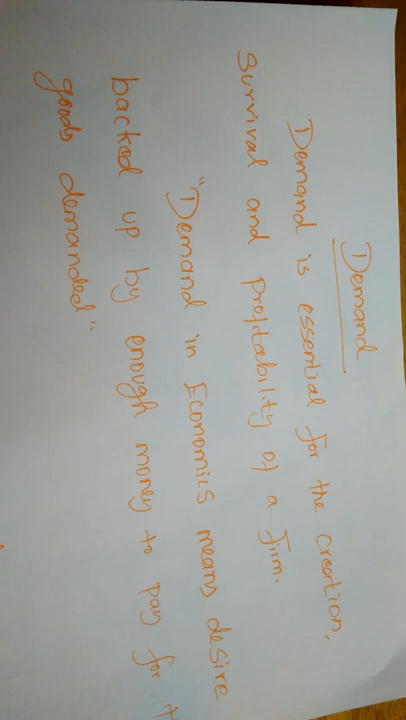 Demand
Demand is essential for the creation,
Survival and profitability of a firm.
"Demand in Economics means desire
backed up by enough money to pay for
goods demanded".